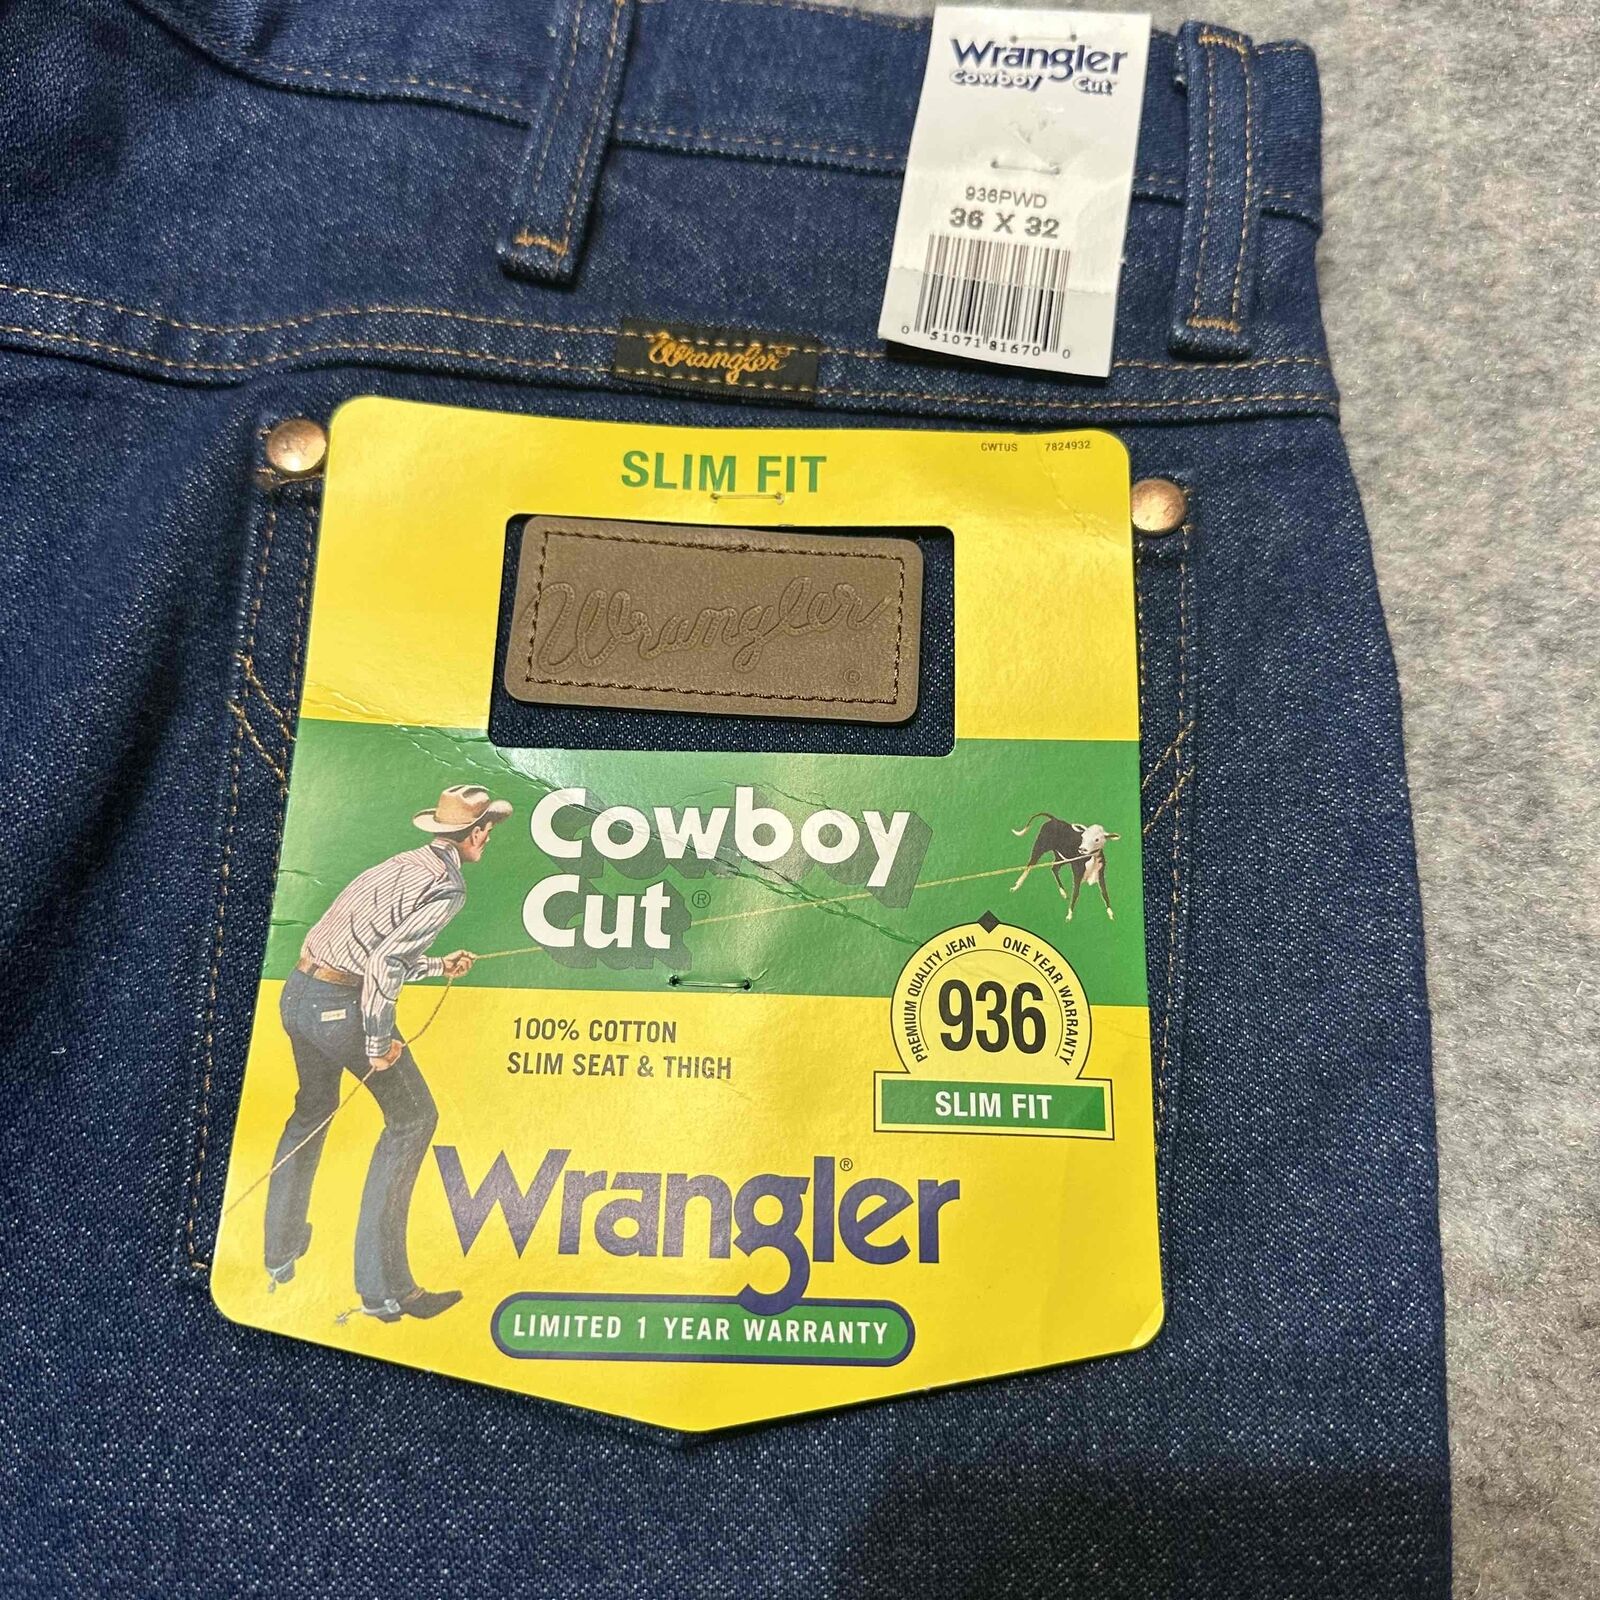 Wrangler
Cowboy Cut
936PWD
36 X 32
0 51071 81670 0
Wrangler
CWTUS 7824932
SLIM FIT
Wrangler ®
Cowboy
Cut ®
PREMIUM QUALITY JEAN ONE YEAR WARRANTY
936
SLIM FIT
100% COTTON
SLIM SEAT & THIGH
Wrangler ®
LIMITED 1 YEAR WARRANTY